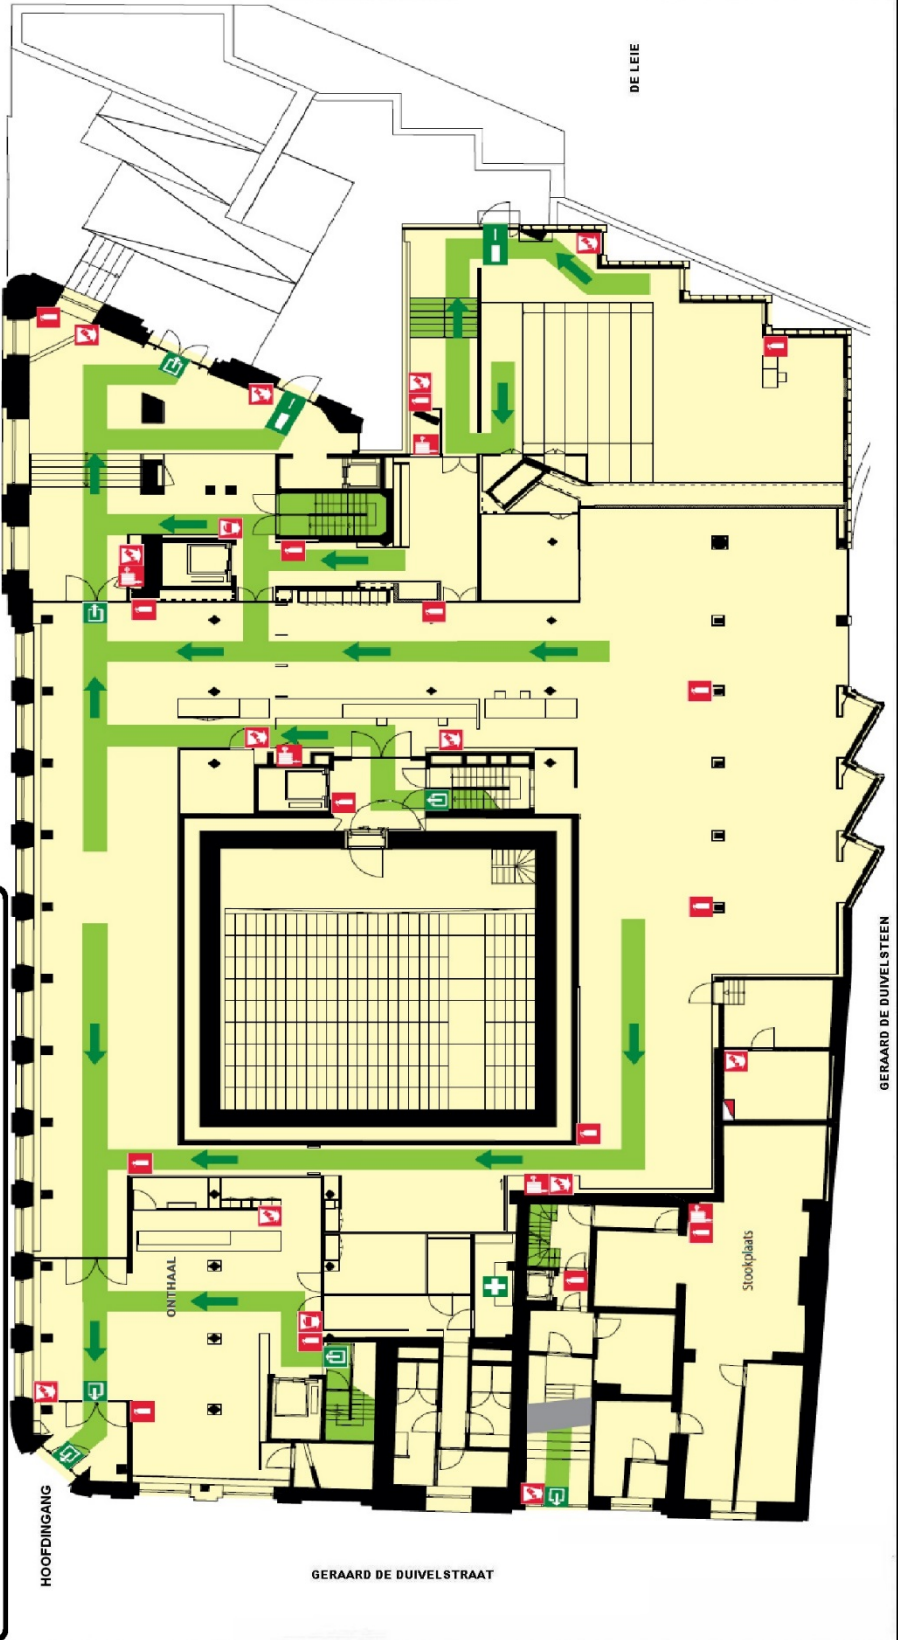 DE LEIE
GERAARD DE DUIVELSTEEN
Stookplaats
ONTHAAL
HOOFDINGANG
GERAARD DE DUIVELSTRAAT